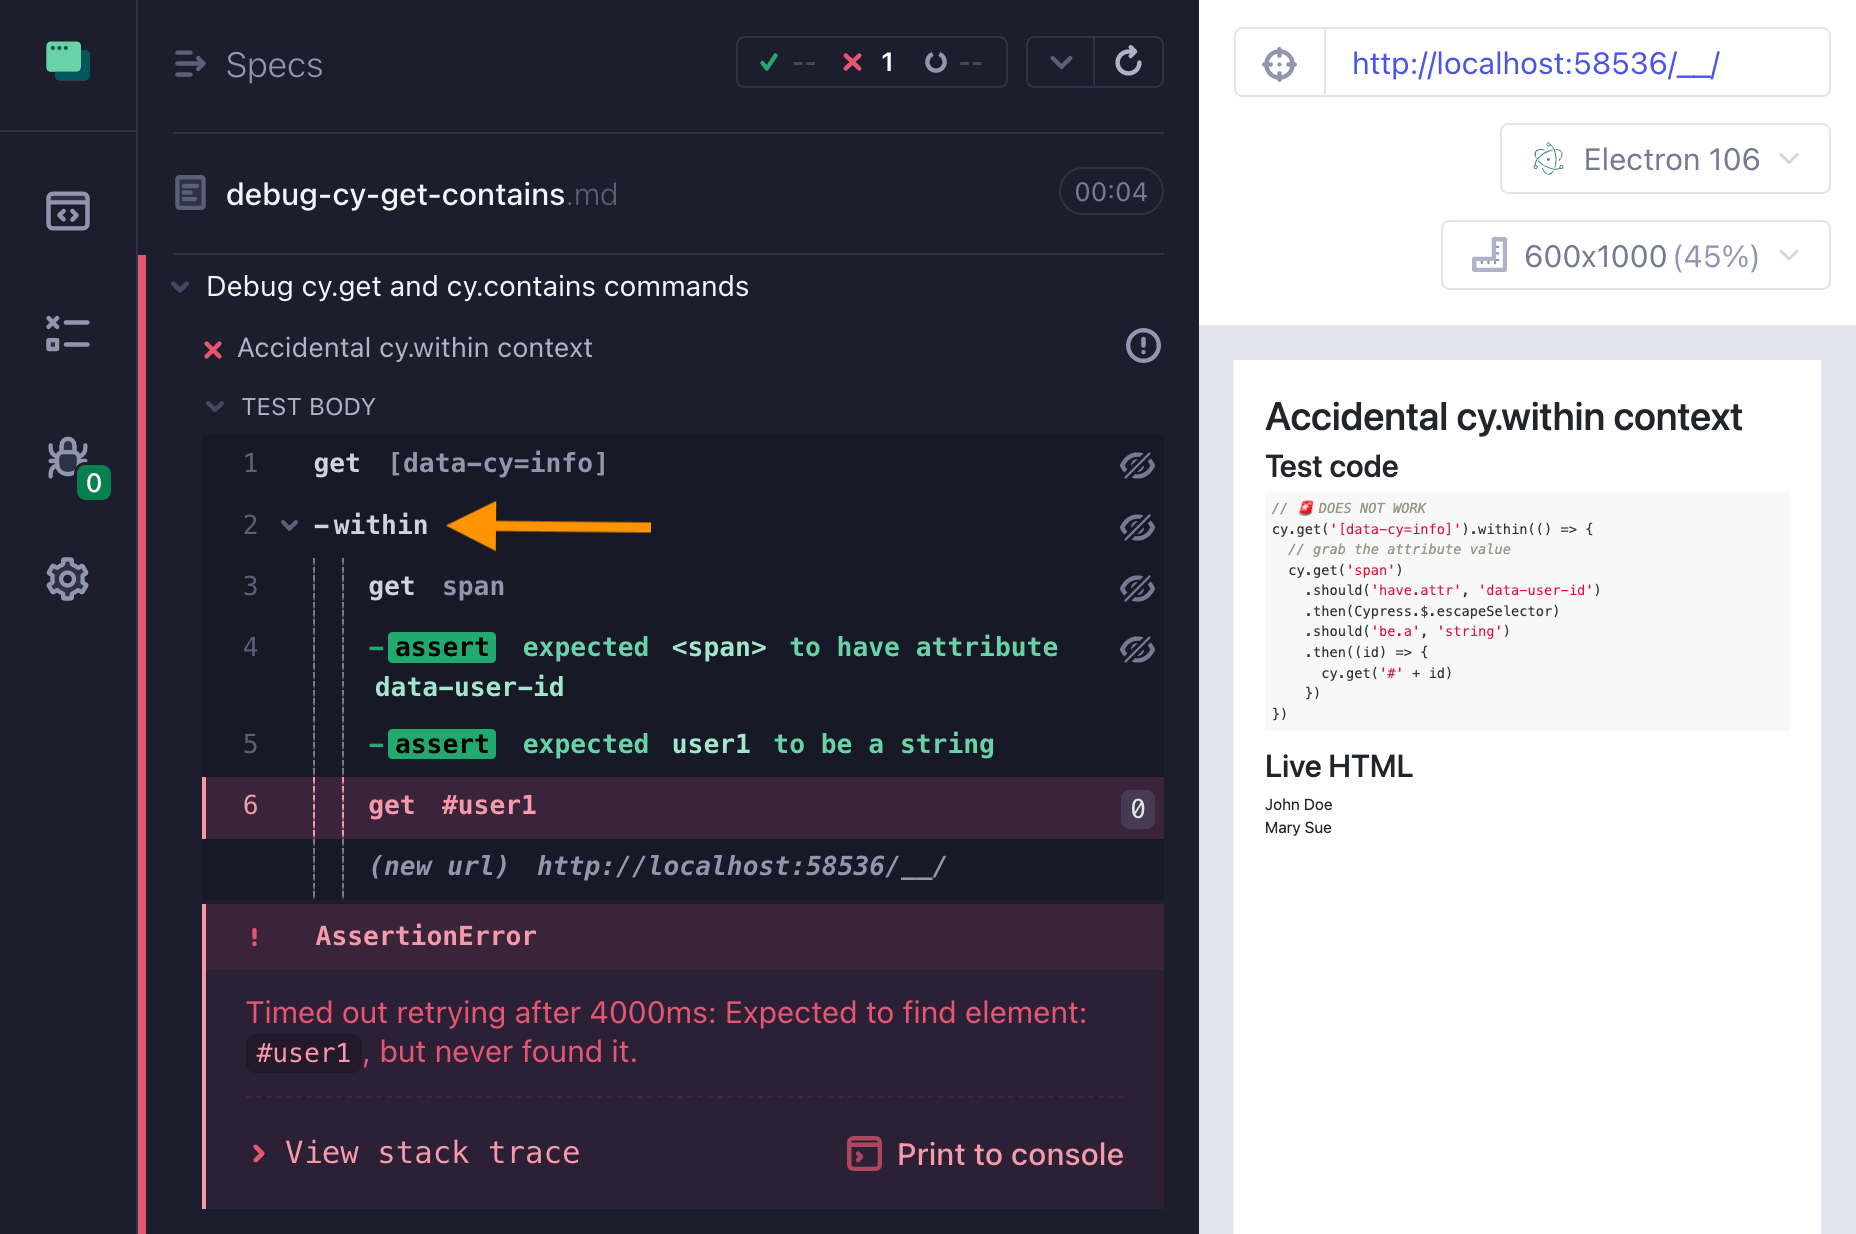 Specs
-- 1 --
debug-cy-get-contains.md
00:04
Debug cy.get and cy.contains commands
Accidental cy.within context
TEST BODY
1 get [data-cy=info]
2 -within
3 get span
4 -assert expected <span> to have attribute
data-user-id
5 -assert expected user1 to be a string
6 get #user1 0
(new url) http://localhost:58536/__/
! AssertionError
Timed out retrying after 4000ms: Expected to find element:
#user1, but never found it.
View stack trace
Print to console
0
http://localhost:58536/__/
Electron 106
600x1000 (45%)
Accidental cy.within context
Test code
// 🚨 DOES NOT WORK
cy.get('[data-cy=info]').within(() => {
  // grab the attribute value
  cy.get('span')
    .should('have.attr', 'data-user-id')
    .then(Cypress.$.escapeSelector)
    .should('be.a', 'string')
    .then((id) => {
      cy.get('#' + id)
    })
})
Live HTML
John Doe
Mary Sue